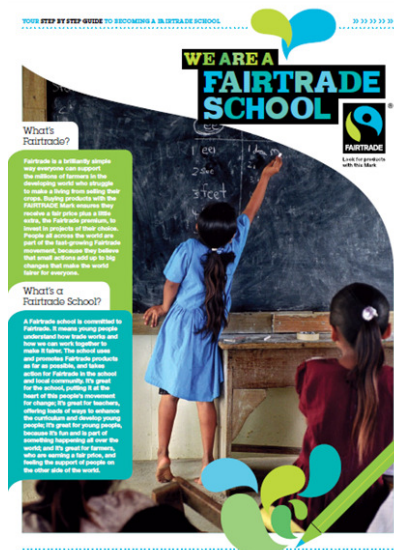 YOUR STEP BY STEP GUIDE TO BECOMING A FAIRTRADE SCHOOL
WE ARE A
FAIRTRADE
SCHOOL
®
FAIRTRADE
Look for products
with this Mark
What's
Fairtrade?
Fairtrade is a brilliantly simple
way everyone can support
the millions of farmers in the
developing world who struggle
to make a living from selling their
crops. Buying products with the
FAIRTRADE Mark ensures they
receive a fair price plus a little
extra, the Fairtrade premium, to
invest in projects of their choice.
People all across the world are
part of the fast-growing Fairtrade
movement, because they believe
that small actions add up to big
changes that make the world
fairer for everyone.
What's a
Fairtrade School?
A Fairtrade school is committed to
Fairtrade. It means young people
understand how trade works and
how we can work together to
make it fairer. The school uses
and promotes Fairtrade products
as far as possible, and takes
action for Fairtrade in the school
and local community. It's great
for the school, putting it at the
heart of this people's movement
for change; it's great for teachers,
offering loads of ways to enhance
the curriculum and develop young
people; it's great for young people,
because it's fun and is part of
something happening all over the
world; and it's great for farmers,
who are earning a fair price, and
feeling the support of people on
the other side of the world.
3 feet